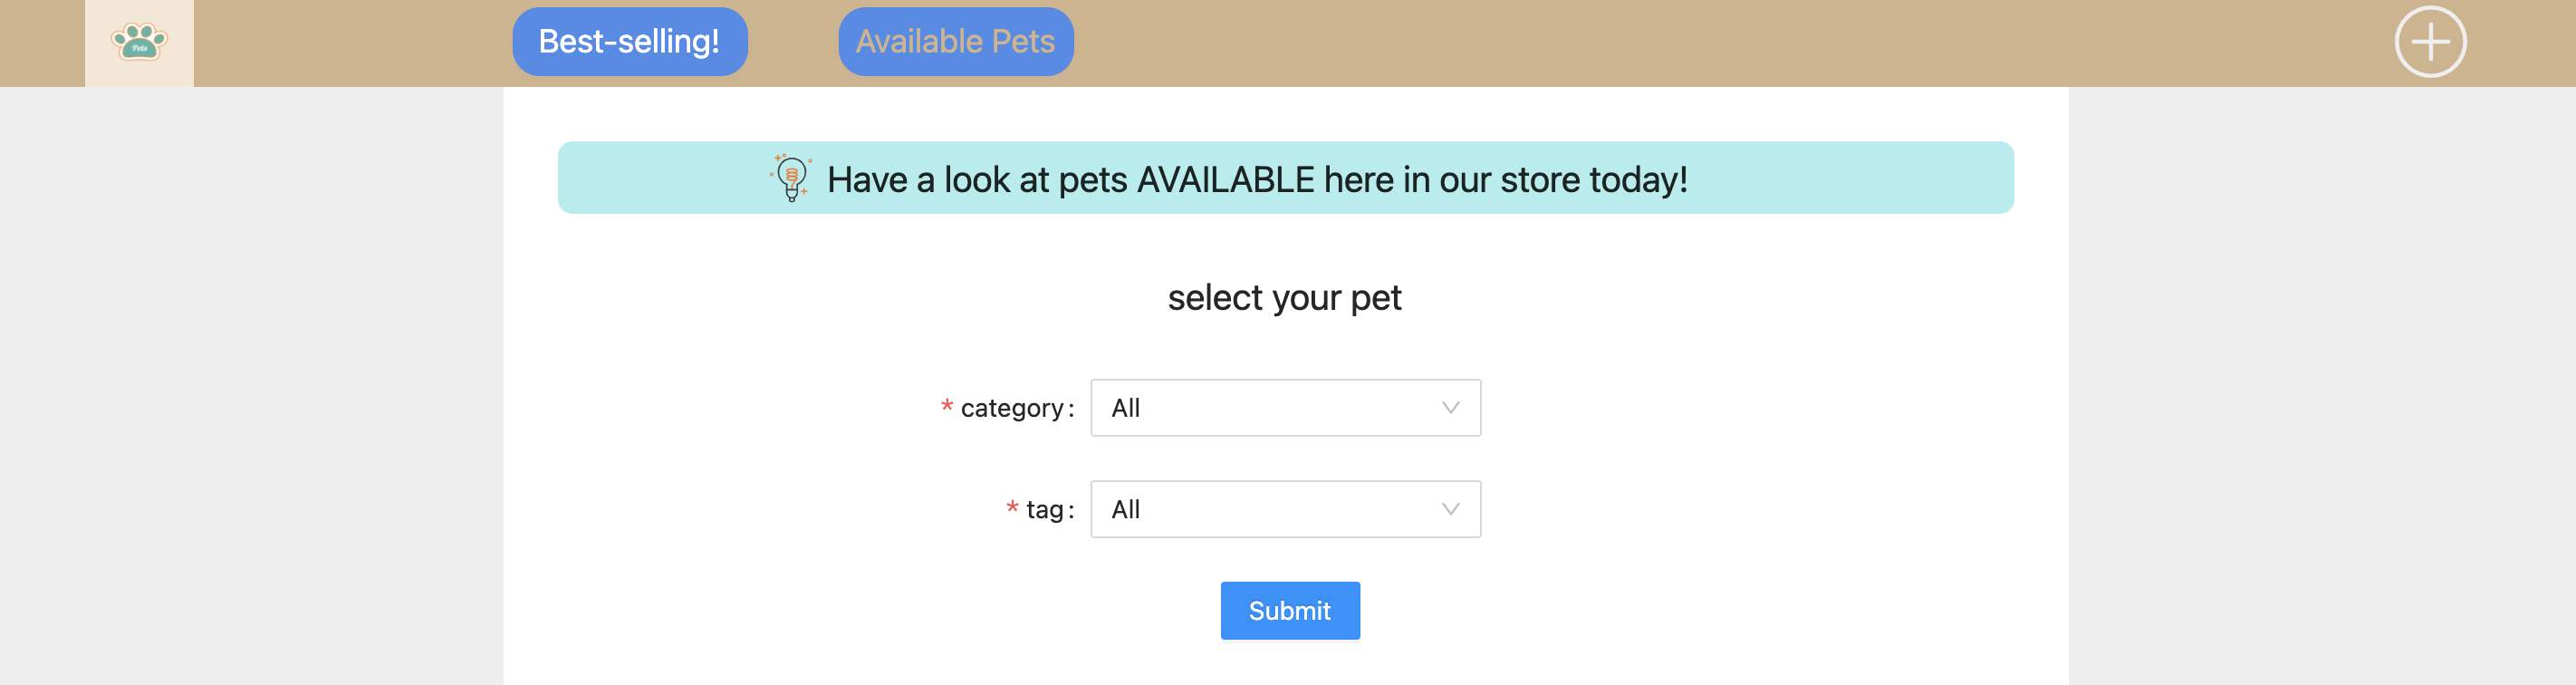 Pets
Best-selling!
Available Pets
Have a look at pets AVAILABLE here in our store today!
select your pet
* category:
All
* tag:
All
Submit